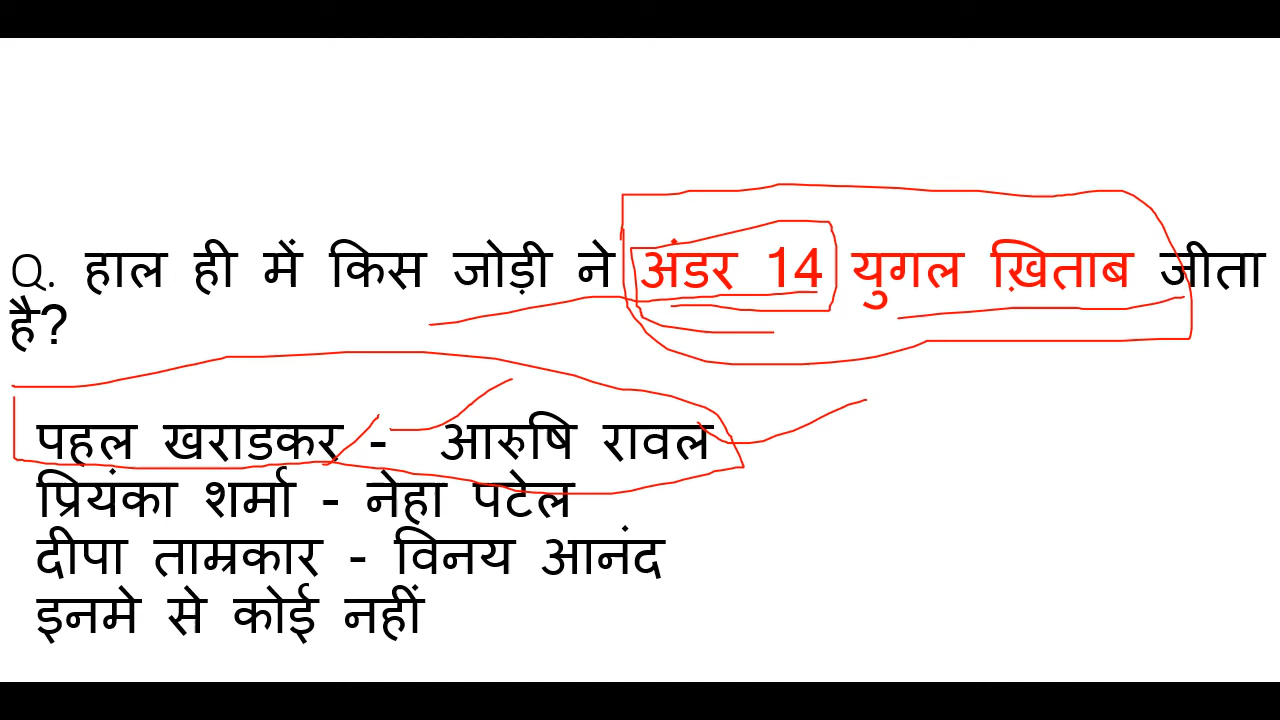 Q. हाल ही में किस जोड़ी ने अंडर 14 युगल ख़िताब जीता
है?
पहल खराडकर - आरुषि रावल
प्रियंका शर्मा - नेहा पटेल
दीपा ताम्रकार - विनय आनंद
इनमे से कोई नहीं